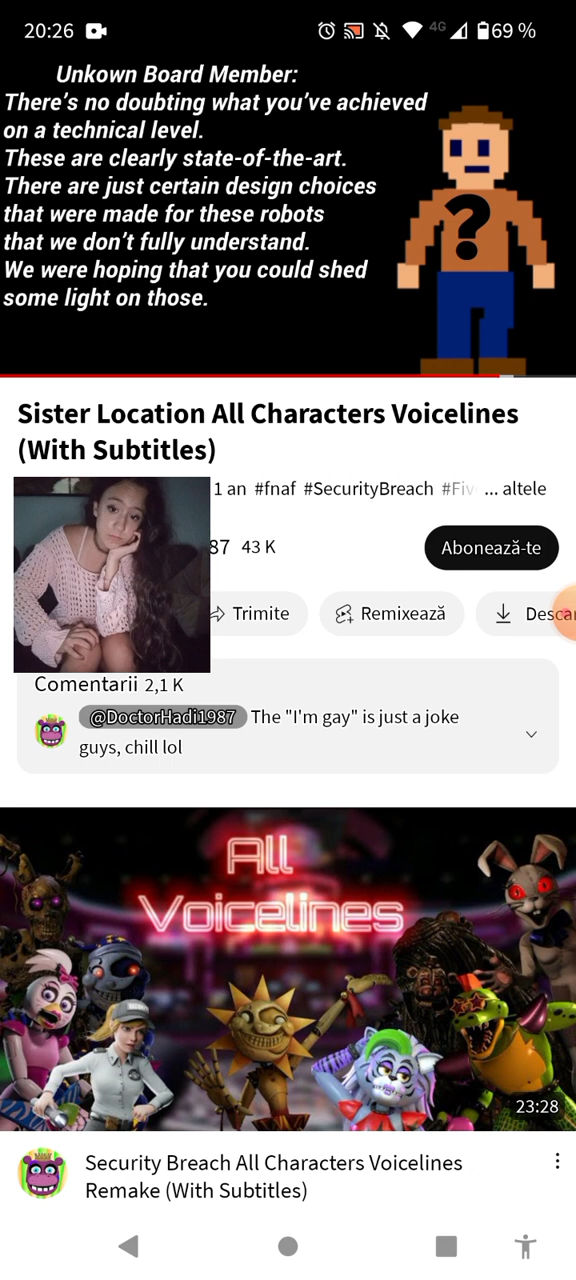 20:26
4G
69 %
Unkown Board Member:
There's no doubting what you've achieved
on a technical level.
These are clearly state-of-the-art.
There are just certain design choices
that were made for these robots
that we don't fully understand.
We were hoping that you could shed
some light on those.
?
Sister Location All Characters Voicelines
(With Subtitles)
1 an #fnaf #SecurityBreach #Fiv ... altele
87 43 K
Abonează-te
Trimite
Remixează
Descar
Comentarii 2,1 K
@DoctorHadi1987 The "I'm gay" is just a joke
guys, chill lol
All
Voicelines
23:28
Security Breach All Characters Voicelines
Remake (With Subtitles)